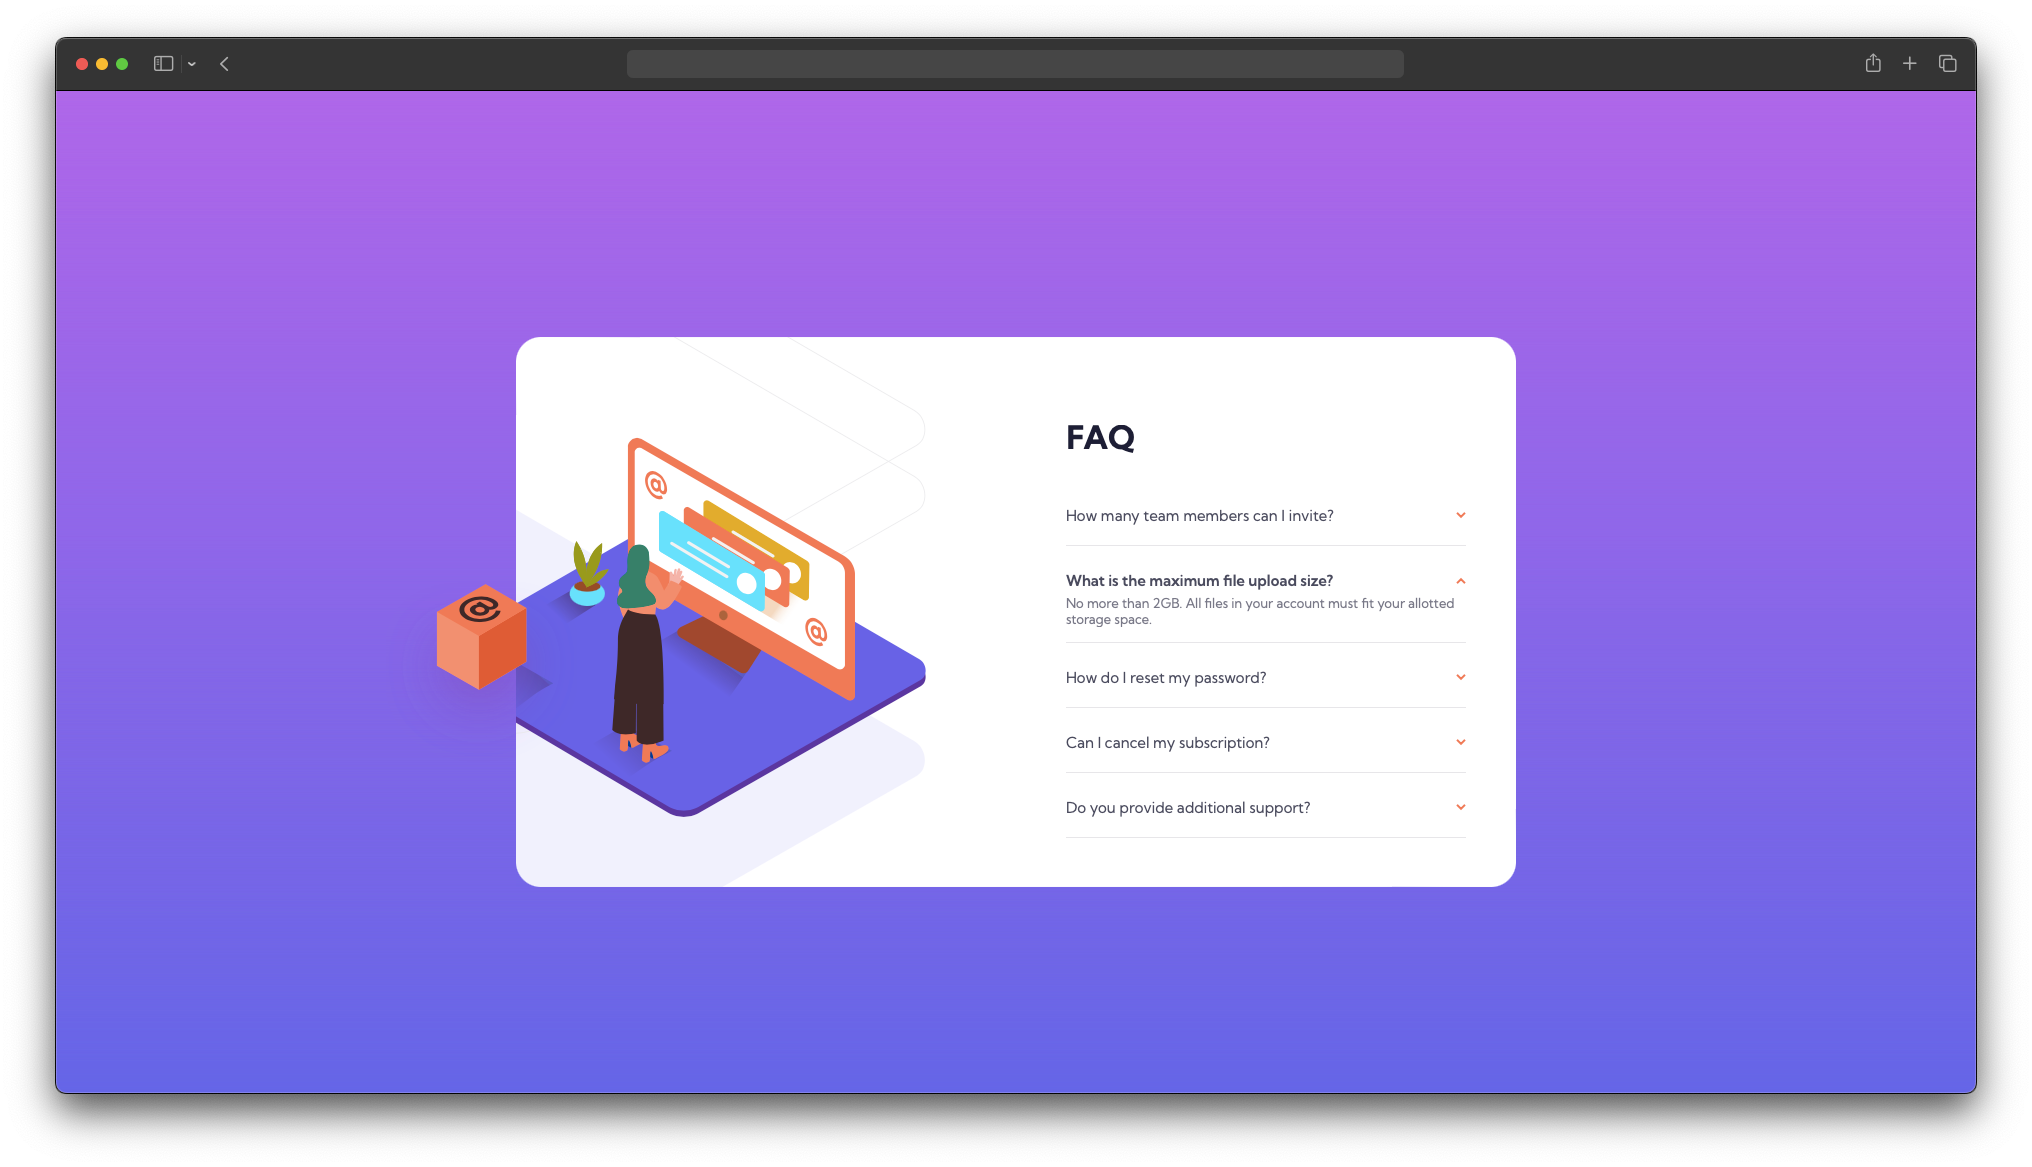 FAQ
How many team members can I invite?
What is the maximum file upload size?
No more than 2GB. All files in your account must fit your allotted
storage space.
How do I reset my password?
Can I cancel my subscription?
Do you provide additional support?
@
@
@